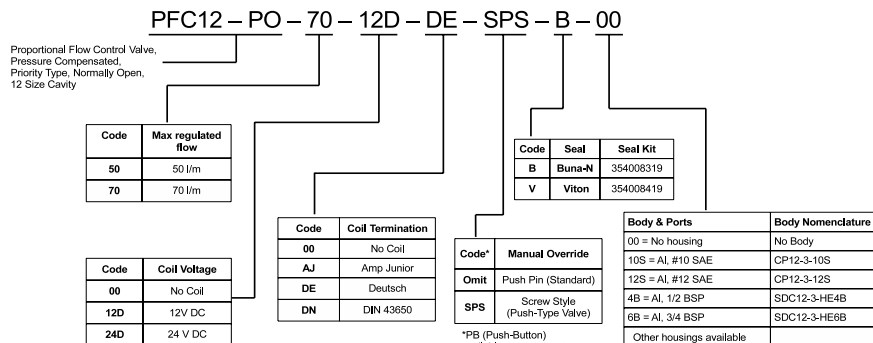 PFC12 – PO – 70 – 12D – DE – SPS – B – 00
Proportional Flow Control Valve,
Pressure Compensated,
Priority Type, Normally Open,
12 Size Cavity
Code Max regulated
flow
50 50 l/m
70 70 l/m
Code Coil Voltage
00 No Coil
12D 12V DC
24D 24 V DC
Code Coil Termination
00 No Coil
AJ Amp Junior
DE Deutsch
DN DIN 43650
Code* Manual Override
Omit Push Pin (Standard)
SPS Screw Style
(Push-Type Valve)
*PB (Push-Button)
Code Seal Seal Kit
B Buna-N 354008319
V Viton 354008419
Body & Ports Body Nomenclature
00 = No housing No Body
10S = Al, #10 SAE CP12-3-10S
12S = Al, #12 SAE CP12-3-12S
4B = Al, 1/2 BSP SDC12-3-HE4B
6B = Al, 3/4 BSP SDC12-3-HE6B
Other housings available